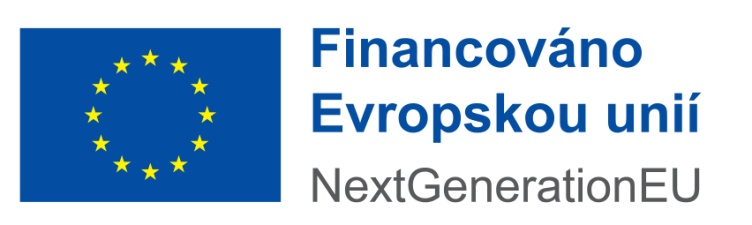 Financováno
Evropskou unií
NextGenerationEU